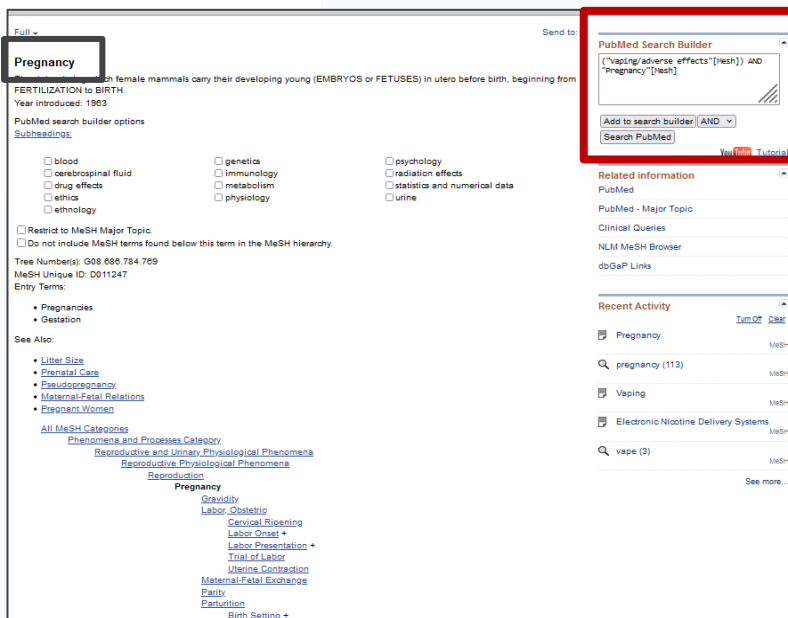 Full
Send to:
Pregnancy
ch female mammals carry their developing young (EMBRYOS or FETUSES) in utero before birth, beginning from
FERTILIZATION to BIRTH.
Year introduced: 1963
PubMed search builder options
Subheadings:
blood
cerebrospinal fluid
drug effects
ethics
ethnology
genetics
immunology
metabolism
physiology
psychology
radiation effects
statistics and numerical data
urine
Restrict to MeSH Major Topic.
Do not include MeSH terms found below this term in the MeSH hierarchy.
Tree Number(s): G08.686.784.769
MeSH Unique ID: D011247
Entry Terms:
• Pregnancies
• Gestation
See Also:
• Litter Size
• Prenatal Care
• Pseudopregnancy
• Maternal-Fetal Relations
• Pregnant Women
All MeSH Categories
Phenomena and Processes Category
Reproductive and Urinary Physiological Phenomena
Reproductive Physiological Phenomena
Reproduction
Pregnancy
Gravidity
Labor, Obstetric
Cervical Ripening
Labor Onset +
Labor Presentation +
Trial of Labor
Uterine Contraction
Maternal-Fetal Exchange
Parity
Parturition
Birth Setting +
PubMed Search Builder
("Vaping/adverse effects"[Mesh]) AND
"Pregnancy"[Mesh]
Add to search builder AND
Search PubMed
YouTube Tutorial
Related information
PubMed
PubMed - Major Topic
Clinical Queries
NLM MeSH Browser
dbGaP Links
Recent Activity
Turn Off Clear
Pregnancy
MeSH
pregnancy (113)
MeSH
Vaping
MeSH
Electronic Nicotine Delivery Systems
MeSH
vape (3)
MeSH
See more...